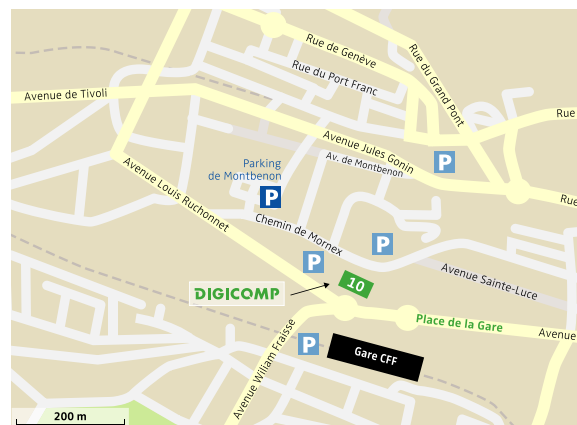 Rue de Genève
Rue du Grand Pont
Rue du Port Franc
Avenue de Tivoli
Rue
Avenue Jules Gonin
P
Parking
de Montbenon
Av. de Montbenon
P
Avenue Louis Ruchonnet
Rue
Chemin de Mornex
P
P
Avenue Sainte-Luce
10
DIGICOMP
Place de la Gare
Avenue
Avenue Wiliam Fraisse
P
Gare CFF
200 m